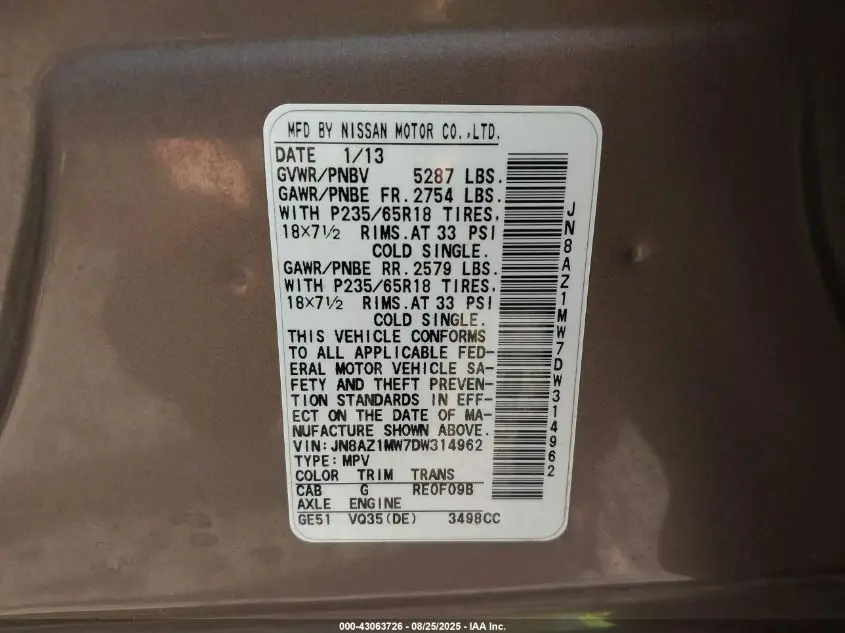 MFD BY NISSAN MOTOR CO.,LTD.
DATE 1/13
GVWR/PNBV 5287 LBS.
GAWR/PNBE FR. 2754 LBS.
WITH P235/65R18 TIRES,
18×7½ RIMS.AT 33 PSI
COLD SINGLE.
GAWR/PNBE RR. 2579 LBS.
WITH P235/65R18 TIRES.
18×7½ RIMS.AT 33 PSI
COLD SINGLE.
THIS VEHICLE CONFORMS
TO ALL APPLICABLE FED-
ERAL MOTOR VEHICLE SA-
FETY AND THEFT PREVEN-
TION STANDARDS IN EFF-
ECT ON THE DATE OF MA-
NUFACTURE SHOWN ABOVE.
VIN:JN8AZ1MW7DW314962
TYPE:MPV
COLOR TRIM TRANS
CAB G RE0F09B
AXLE ENGINE
GE51 VQ35(DE) 3498CC
JN8AZ1MW7DW314962
000-43063726 - 08/25/2025 - IAA Inc.